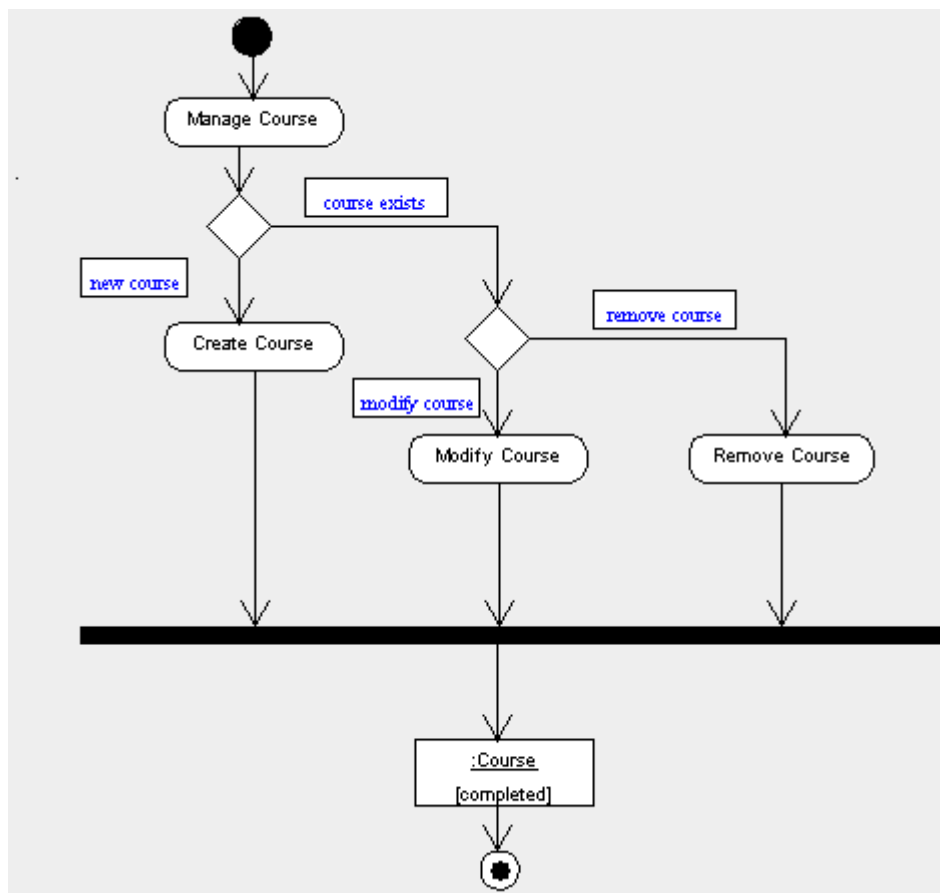 Manage Course
course exists
new course
remove course
Create Course
modify course
Modify Course
Remove Course
:Course
[completed]